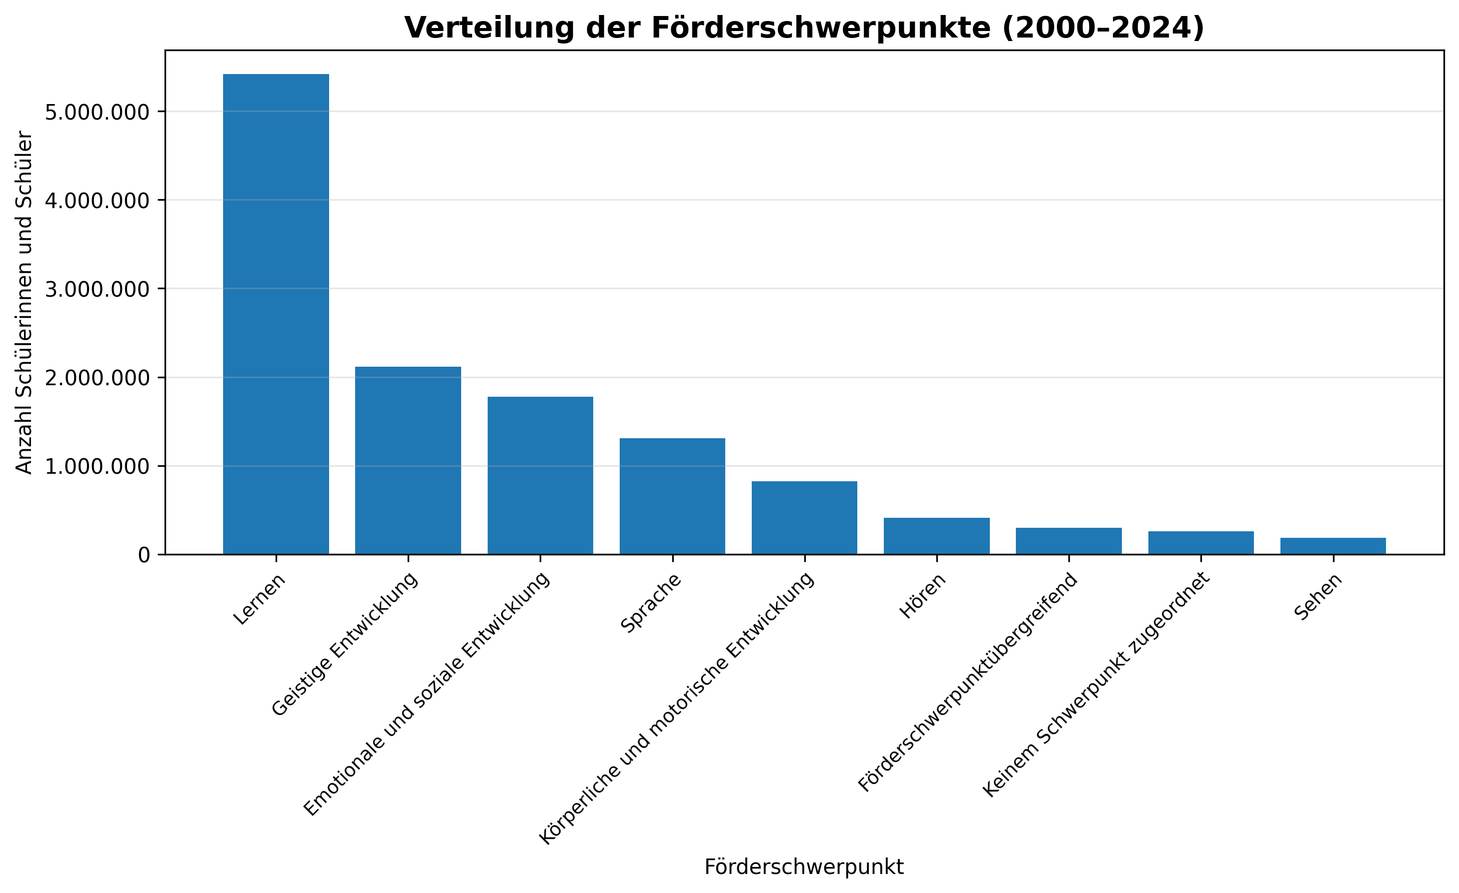 Verteilung der Förderschwerpunkte (2000–2024)
Anzahl Schülerinnen und Schüler
5.000.000
4.000.000
3.000.000
2.000.000
1.000.000
0
Lernen
Geistige Entwicklung
Emotionale und soziale Entwicklung
Sprache
Körperliche und motorische Entwicklung
Hören
Förderschwerpunktübergreifend
Keinem Schwerpunkt zugeordnet
Sehen
Förderschwerpunkt